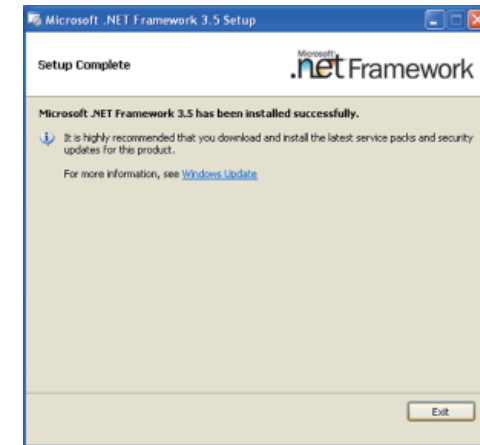 Microsoft .NET Framework 3.5 Setup
Setup Complete
Microsoft
.net Framework
Microsoft .NET Framework 3.5 has been installed successfully.
It is highly recommended that you download and install the latest service packs and security
updates for this product.
For more information, see Windows Update
Exit